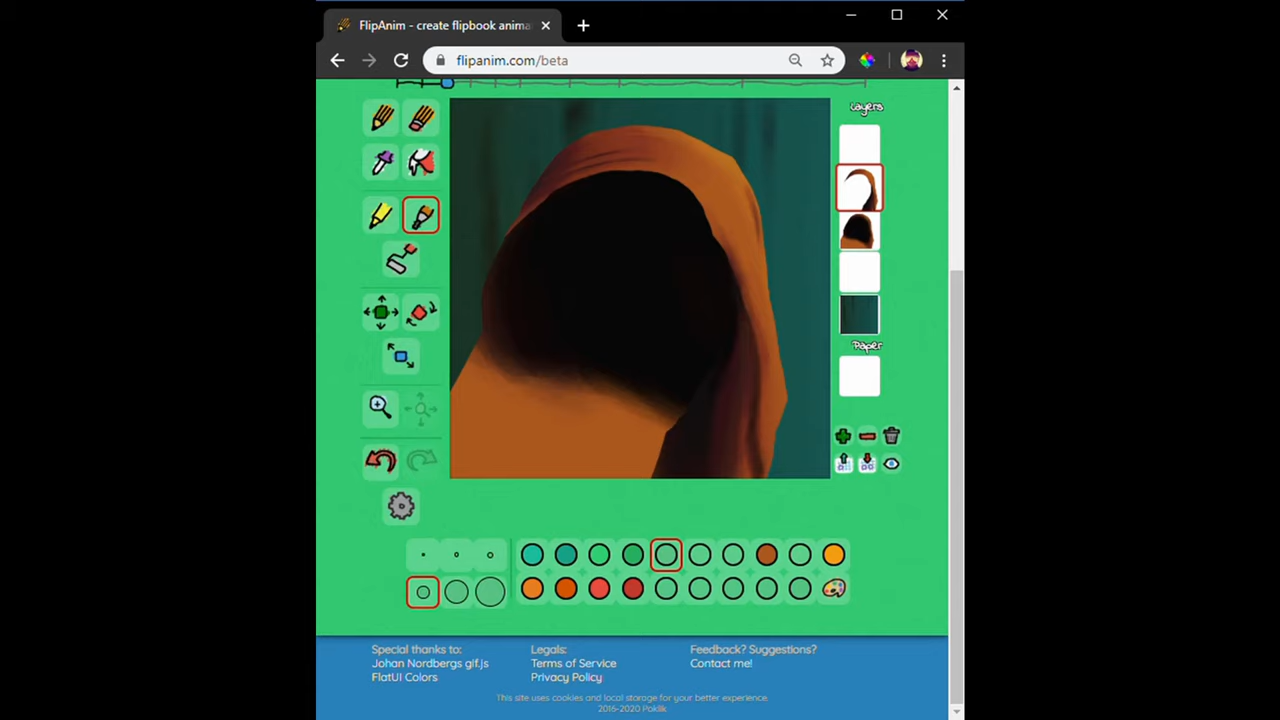 FlipAnim - create flipbook anima
flipanim.com/beta
Layers
Paper
Special thanks to:
Johan Nordbergs gif.js
FlatUI Colors
Legals:
Terms of Service
Privacy Policy
Feedback? Suggestions?
Contact me!
This site uses cookies and local storage for your better experience.
2016-2020 Poklik